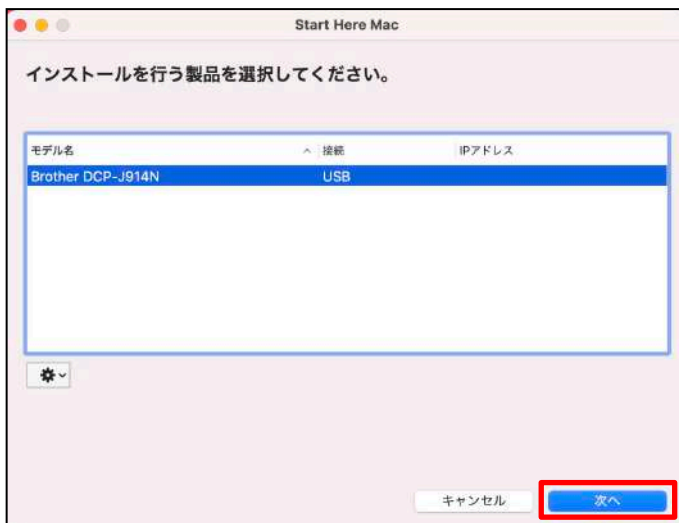 Start Here Mac
インストールを行う製品を選択してください。
モデル名 接続 IPアドレス
Brother DCP-J914N USB
キャンセル 次へ